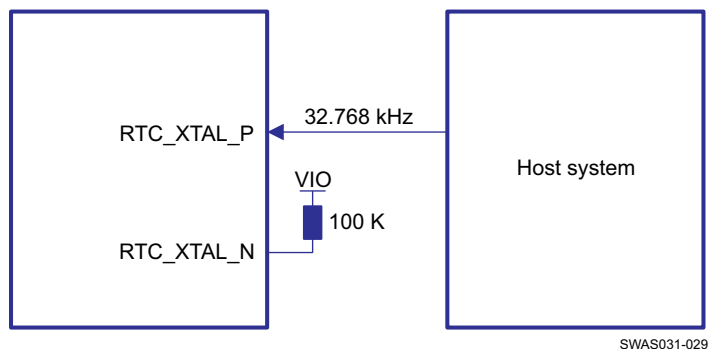 32.768 kHz
RTC_XTAL_P
Host system
VIO
100 K
RTC_XTAL_N
SWAS031-029